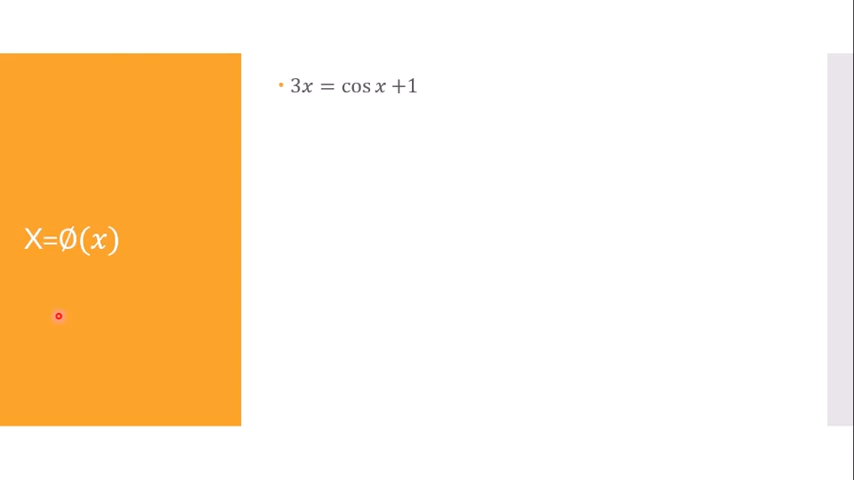 3x = cos x +1
X=∅(x)